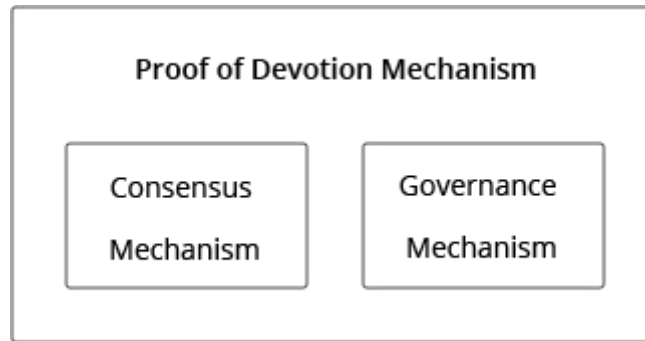 Proof of Devotion Mechanism
Consensus
Mechanism
Governance
Mechanism